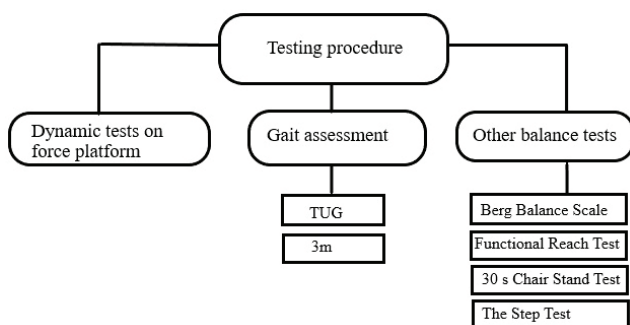 Testing procedure
Dynamic tests on
force platform
Gait assessment
Other balance tests
TUG
3m
Berg Balance Scale
Functional Reach Test
30 s Chair Stand Test
The Step Test